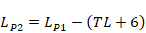 L_{P2} = L_{P1} − (TL + 6)